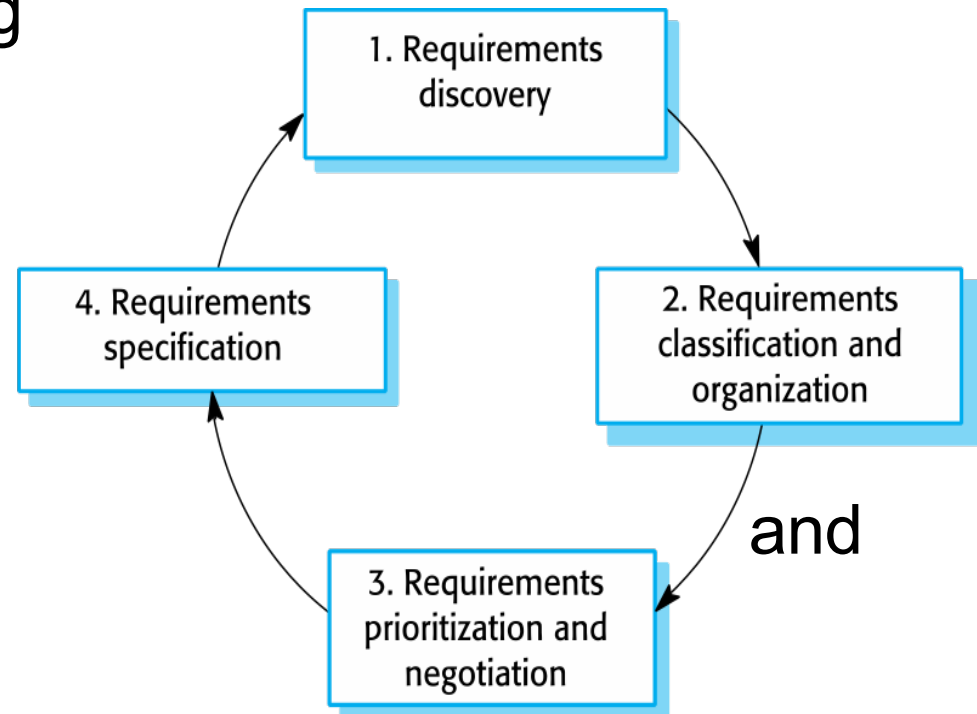 g
1. Requirements
discovery
2. Requirements
classification and
organization
and
3. Requirements
prioritization and
negotiation
4. Requirements
specification